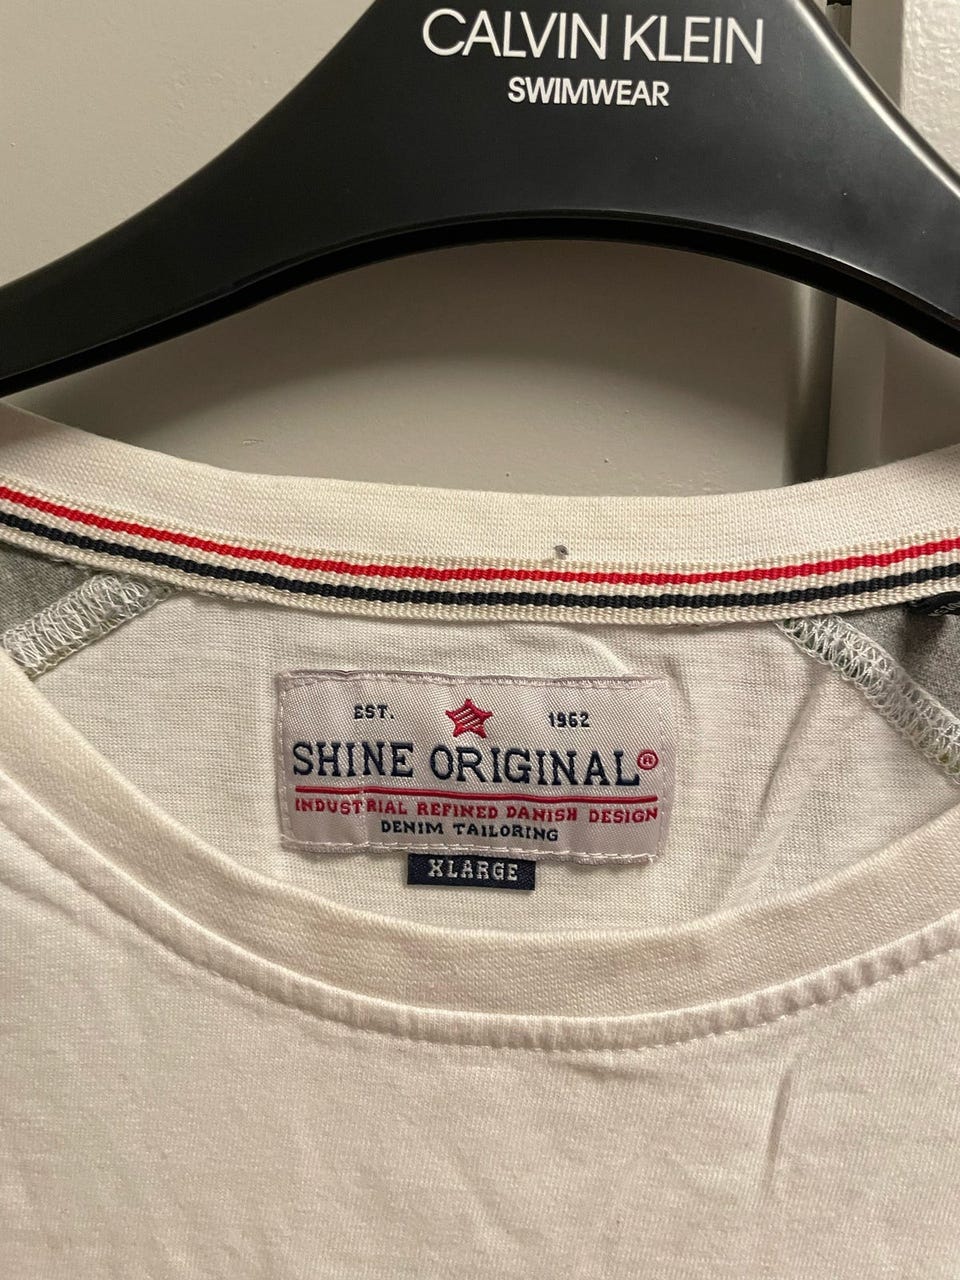 CALVIN KLEIN
SWIMWEAR
EST. 1962
SHINE ORIGINAL®
INDUSTRIAL REFINED DANISH DESIGN
DENIM TAILORING
XLARGE